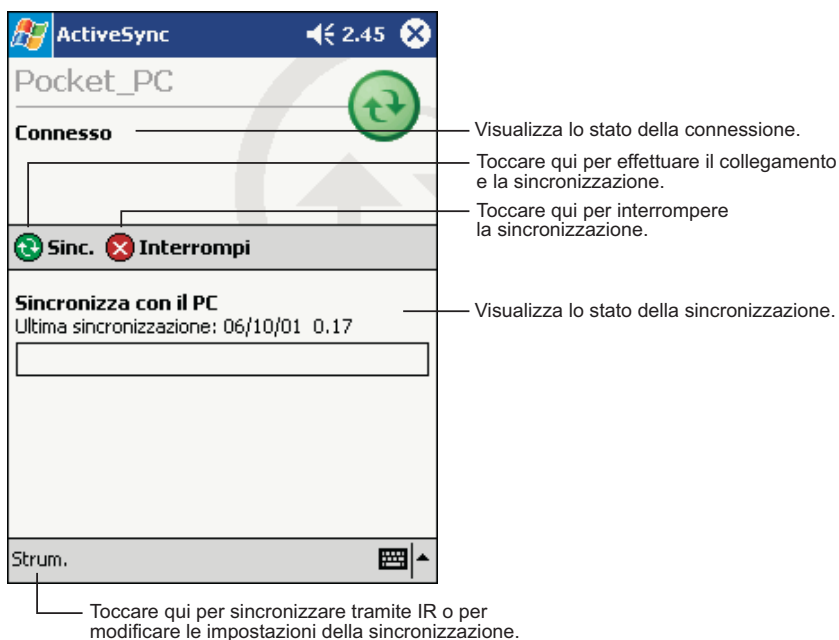 ActiveSync 2.45
Pocket_PC
Connesso
Visualizza lo stato della connessione.
Toccare qui per effettuare il collegamento
e la sincronizzazione.
Toccare qui per interrompere
la sincronizzazione.
Sinc. Interrompi
Sincronizza con il PC
Ultima sincronizzazione: 06/10/01 0.17
Visualizza lo stato della sincronizzazione.
Strum.
Toccare qui per sincronizzare tramite IR o per
modificare le impostazioni della sincronizzazione.